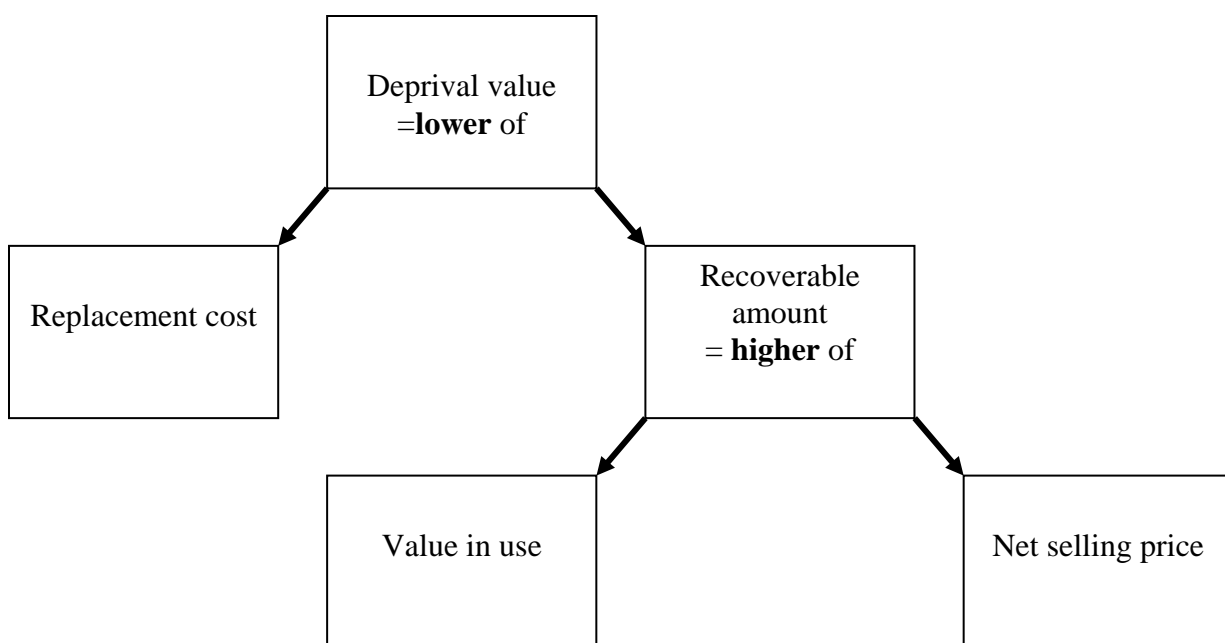 Deprival value
=lower of
Replacement cost
Recoverable
amount
= higher of
Value in use
Net selling price